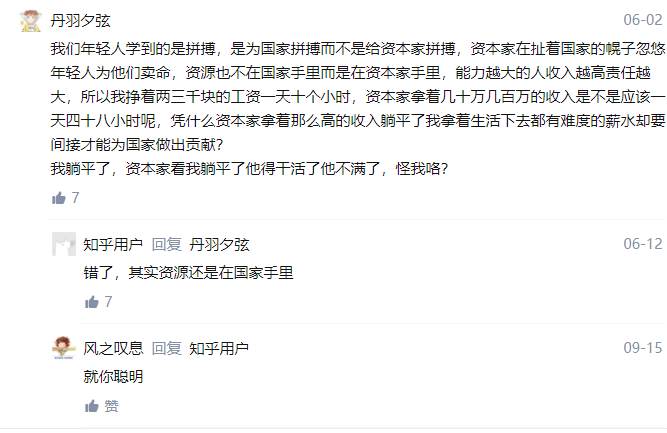 丹羽夕弦 06-02
我们年轻人学到的是拼搏，是为国家拼搏而不是给资本家拼搏，资本家在扯着国家的幌子忽悠
年轻人为他们卖命，资源也不在国家手里而是在资本家手里，能力越大的人收入越高责任越
大，所以我挣着两三千块的工资一天十个小时，资本家拿着几十万几百万的收入是不是应该一
天四十八小时呢，凭什么资本家拿着那么高的收入躺平了我拿着生活下去都有难度的薪水却要
间接才能为国家做出贡献？
我躺平了，资本家看我躺平了他得干活了他不满了，怪我咯？
7
知乎用户 回复 丹羽夕弦 06-12
错了，其实资源还是在国家手里
7
风之叹息 回复 知乎用户 09-15
就你聪明
赞